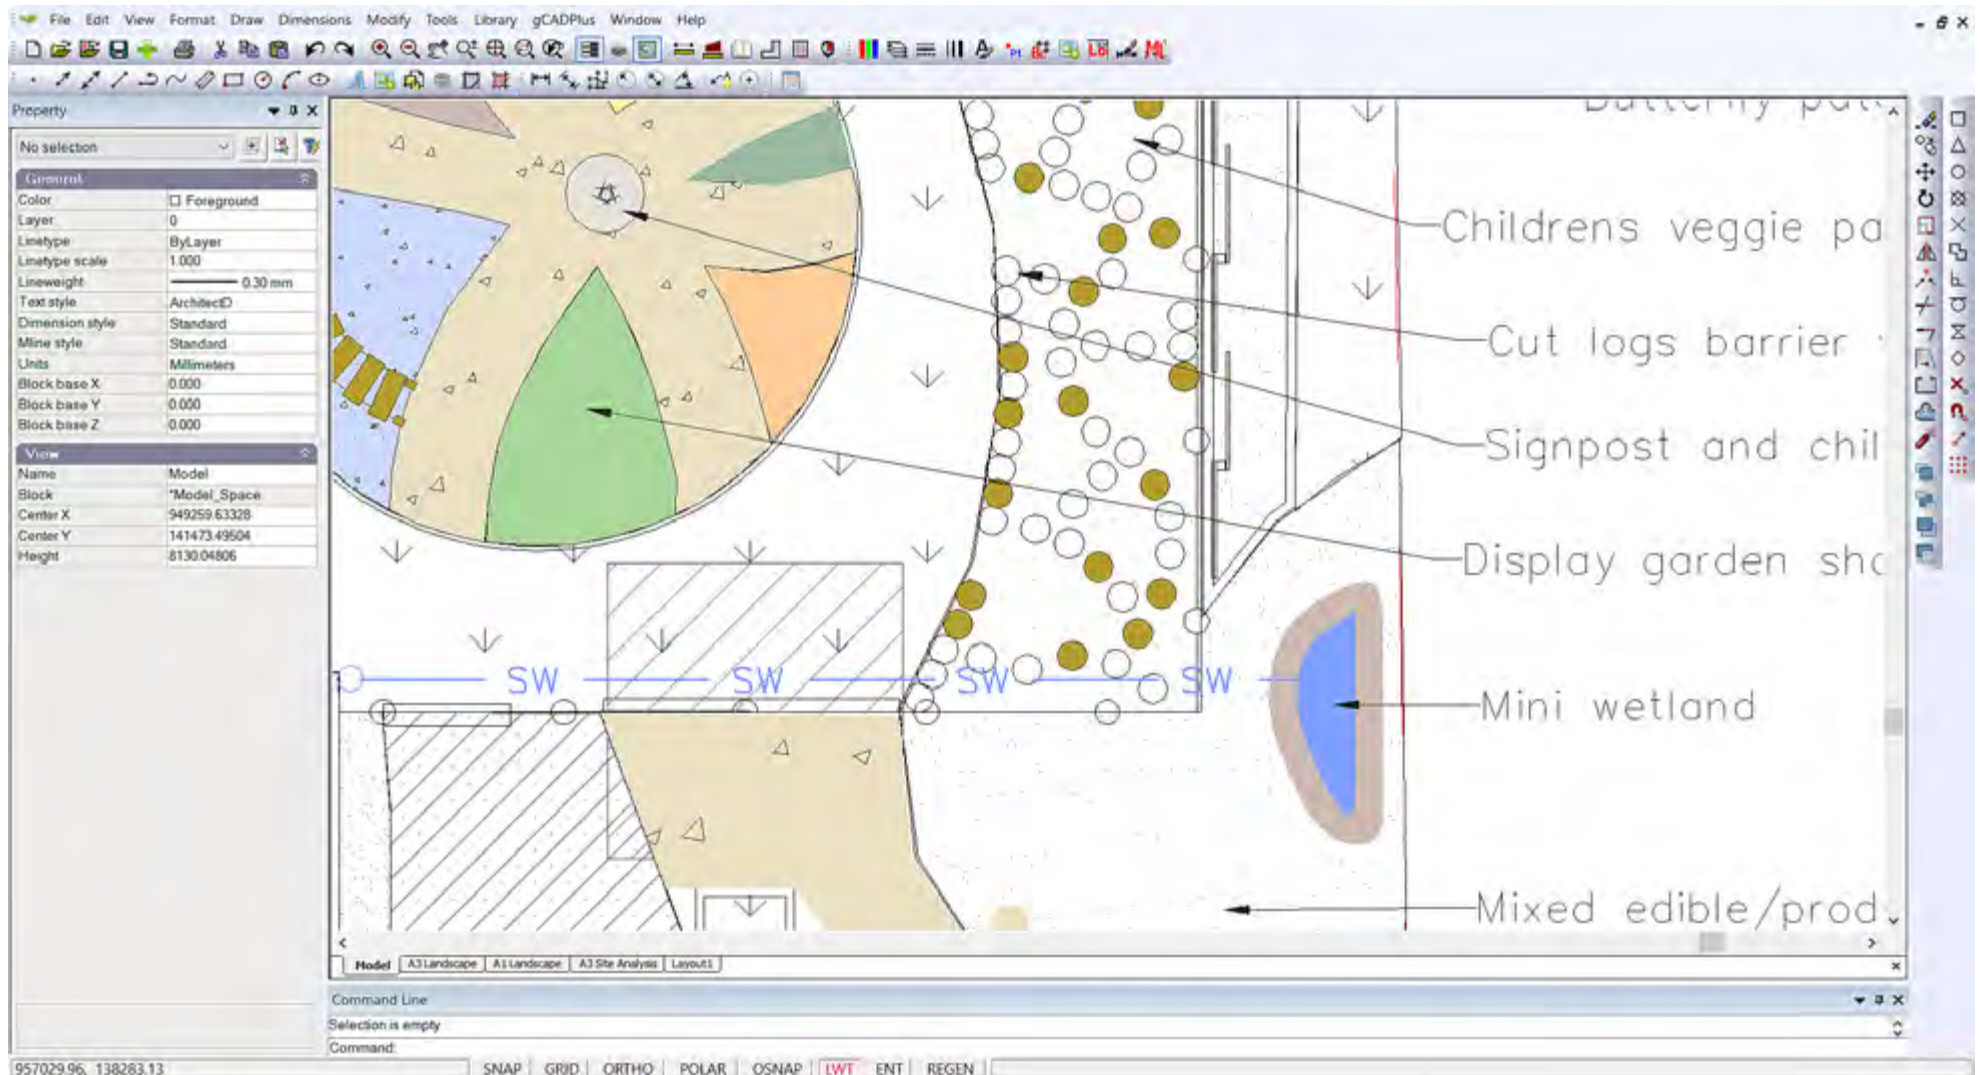 File Edit View Format Draw Dimensions Modify Tools Library gCADPlus Window Help
Property
No selection
General
Color Foreground
Layer 0
Linetype ByLayer
Linetype scale 1.000
Lineweight 0.30 mm
Text style ArchitectD
Dimension style Standard
Mline style Standard
Units Millimeters
Block base X 0.000
Block base Y 0.000
Block base Z 0.000
View
Name Model
Block *Model_Space
Center X 949259.63328
Center Y 141473.49504
Height 8130.04806
Childrens veggie pa
Cut logs barrier
Signpost and chil
Display garden sho
SW SW SW SW
Mini wetland
Mixed edible/prod
Model A3 Landscape A1 Landscape A3 Site Analysis Layout1
Command Line
Selection is empty
Command:
957029.96, 138283.13 SNAP GRID ORTHO POLAR OSNAP LWT ENT REGEN